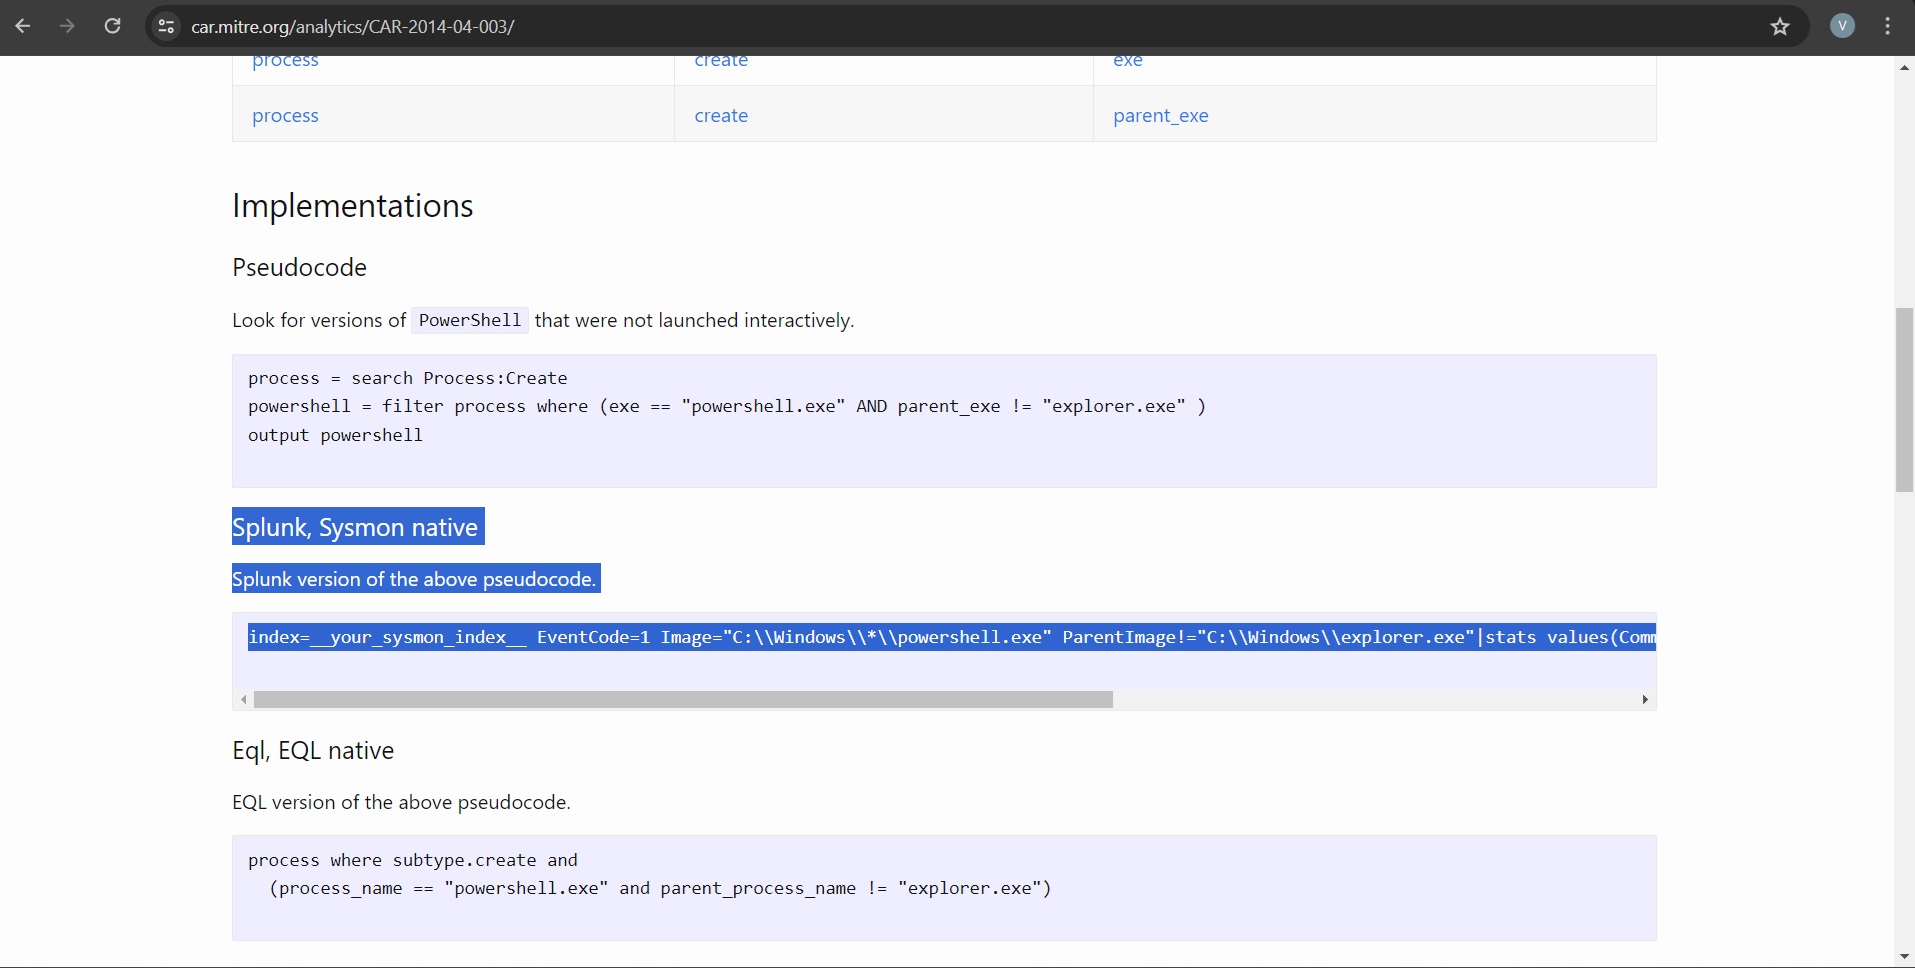 car.mitre.org/analytics/CAR-2014-04-003/
V
process create exe
process create parent_exe
Implementations
Pseudocode
Look for versions of PowerShell that were not launched interactively.
process = search Process:Create
powershell = filter process where (exe == "powershell.exe" AND parent_exe != "explorer.exe" )
output powershell
Splunk, Sysmon native
Splunk version of the above pseudocode.
index=__your_sysmon_index__ EventCode=1 Image="C:\\Windows\\*\\powershell.exe" ParentImage!="C:\\Windows\\explorer.exe"|stats values(Comm
Eql, EQL native
EQL version of the above pseudocode.
process where subtype.create and
  (process_name == "powershell.exe" and parent_process_name != "explorer.exe")